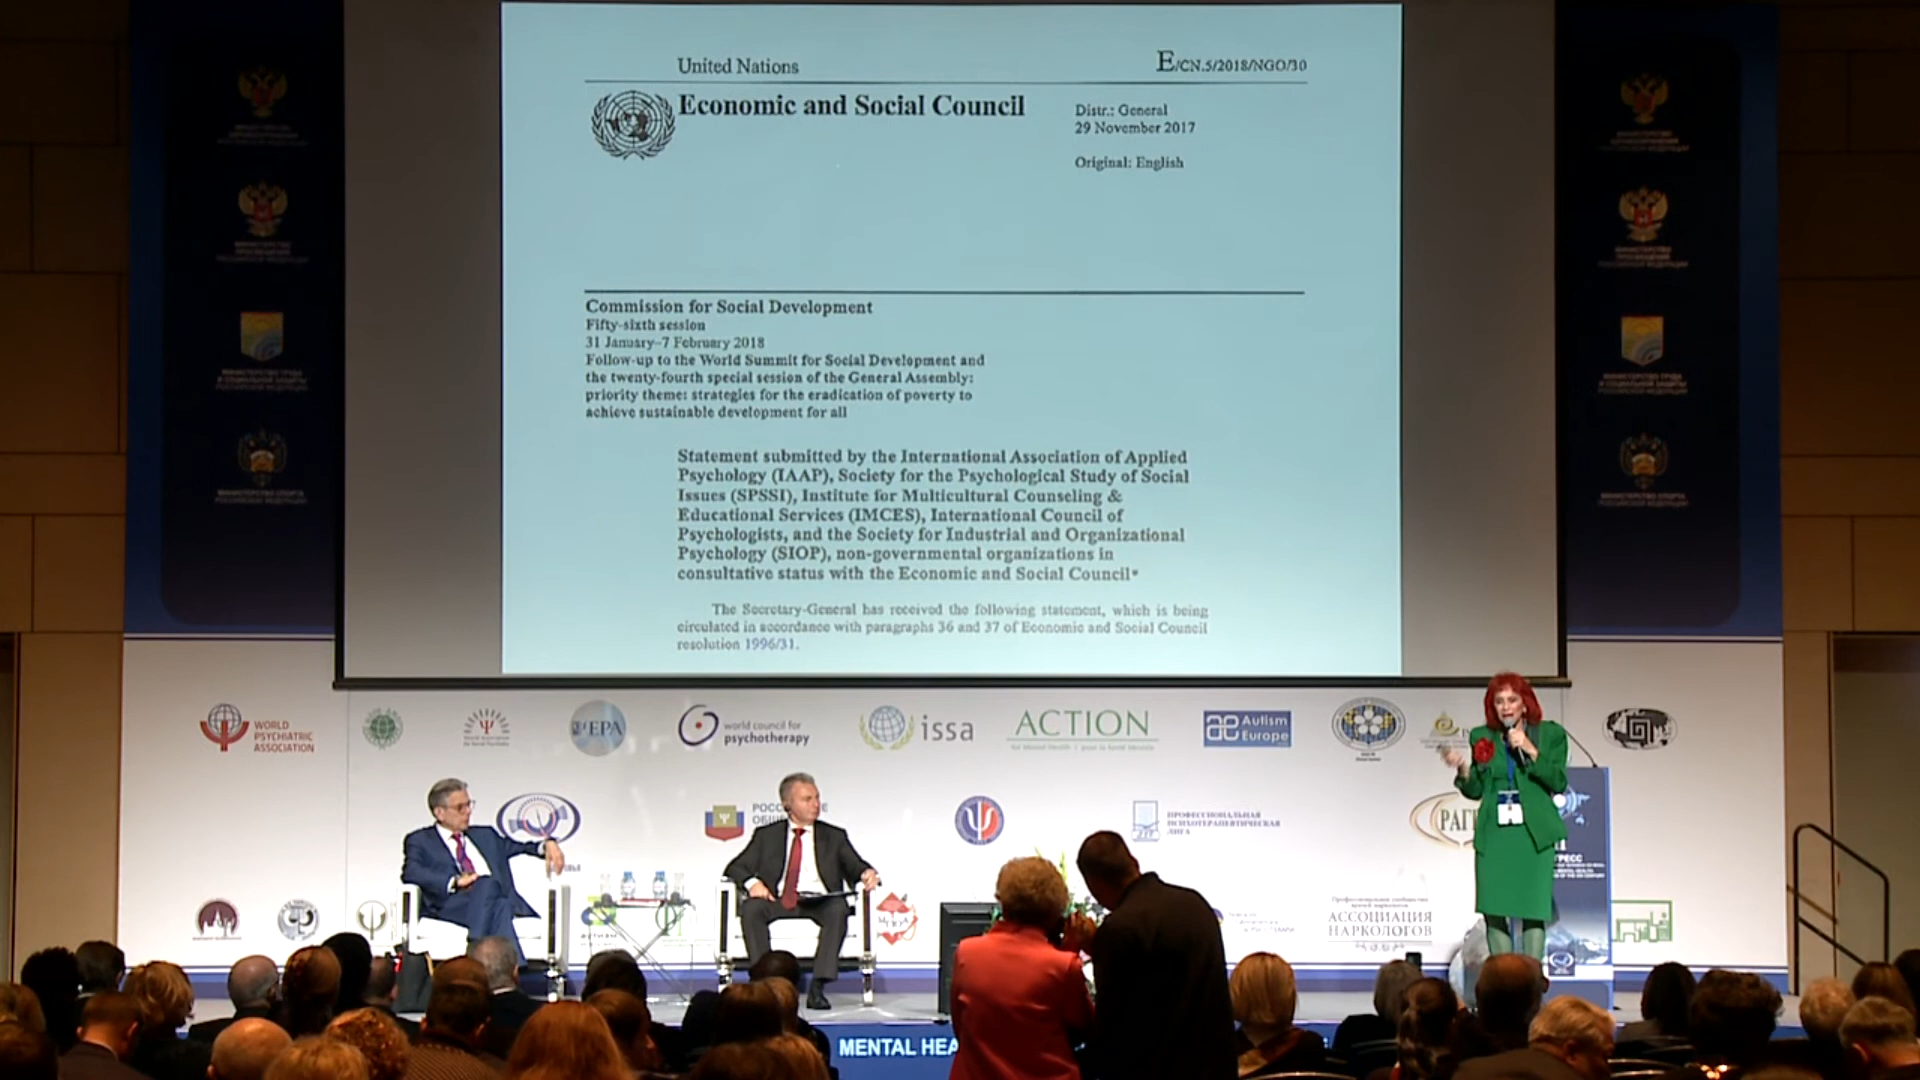 United Nations
E/CN.5/2018/NGO/30
Economic and Social Council
Distr.: General
29 November 2017
Original: English
Commission for Social Development
Fifty-sixth session
31 January–7 February 2018
Follow-up to the World Summit for Social Development and
the twenty-fourth special session of the General Assembly:
priority theme: strategies for the eradication of poverty to
achieve sustainable development for all
Statement submitted by the International Association of Applied
Psychology (IAAP), Society for the Psychological Study of Social
Issues (SPSSI), Institute for Multicultural Counseling &
Educational Services (IMCES), International Council of
Psychologists, and the Society for Industrial and Organizational
Psychology (SIOP), non-governmental organizations in
consultative status with the Economic and Social Council*
The Secretary-General has received the following statement, which is being
circulated in accordance with paragraphs 36 and 37 of Economic and Social Council
resolution 1996/31.
WORLD
PSYCHIATRIC
ASSOCIATION
EPA
world council for
psychotherapy
issa
ACTION
for Mental Health
Autism
Europe
ПРОФЕССИОНАЛЬНАЯ
ПСИХОТЕРАПЕВТИЧЕСКАЯ
ЛИГА
АССОЦИАЦИЯ
НАРКОЛОГОВ
MENTAL HEA